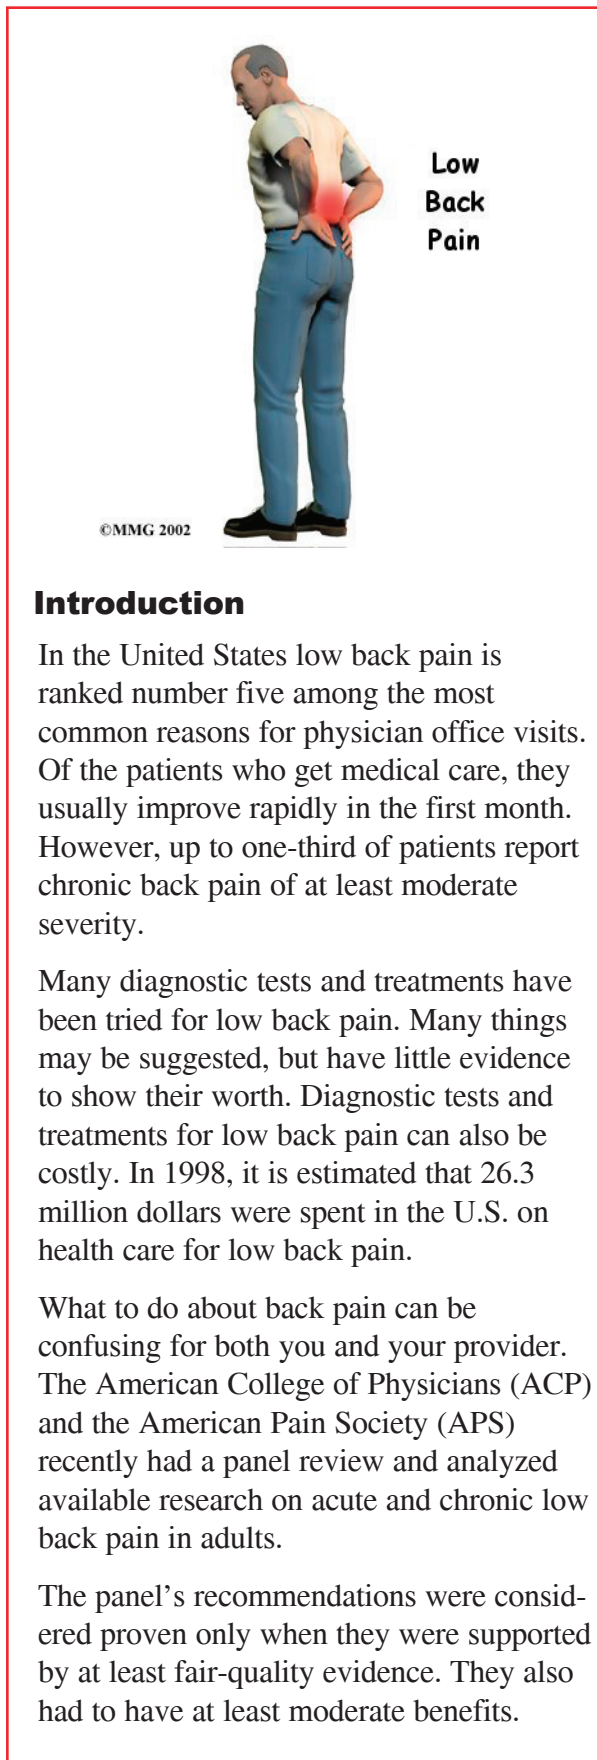 Low
Back
Pain
©MMG 2002
Introduction
In the United States low back pain is
ranked number five among the most
common reasons for physician office visits.
Of the patients who get medical care, they
usually improve rapidly in the first month.
However, up to one-third of patients report
chronic back pain of at least moderate
severity.
Many diagnostic tests and treatments have
been tried for low back pain. Many things
may be suggested, but have little evidence
to show their worth. Diagnostic tests and
treatments for low back pain can also be
costly. In 1998, it is estimated that 26.3
million dollars were spent in the U.S. on
health care for low back pain.
What to do about back pain can be
confusing for both you and your provider.
The American College of Physicians (ACP)
and the American Pain Society (APS)
recently had a panel review and analyzed
available research on acute and chronic low
back pain in adults.
The panel’s recommendations were consid-
ered proven only when they were supported
by at least fair-quality evidence. They also
had to have at least moderate benefits.